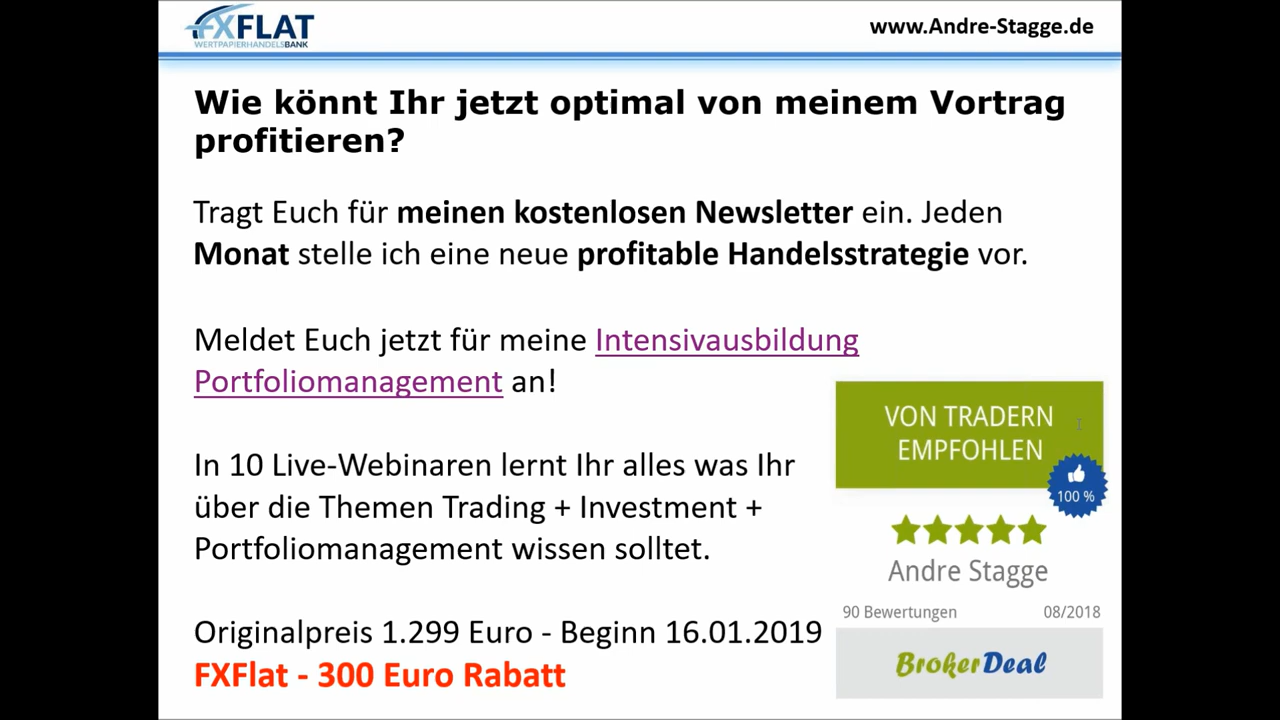 FXFLAT
WERTPAPIERHANDELSBANK
www.Andre-Stagge.de
Wie könnt Ihr jetzt optimal von meinem Vortrag
profitieren?
Tragt Euch für meinen kostenlosen Newsletter ein. Jeden
Monat stelle ich eine neue profitable Handelsstrategie vor.
Meldet Euch jetzt für meine Intensivausbildung
Portfoliomanagement an!
In 10 Live-Webinaren lernt Ihr alles was Ihr
über die Themen Trading + Investment +
Portfoliomanagement wissen solltet.
Originalpreis 1.299 Euro - Beginn 16.01.2019
FXFlat - 300 Euro Rabatt
VON TRADERN
EMPFOHLEN
100 %
Andre Stagge
90 Bewertungen 08/2018
BrokerDeal